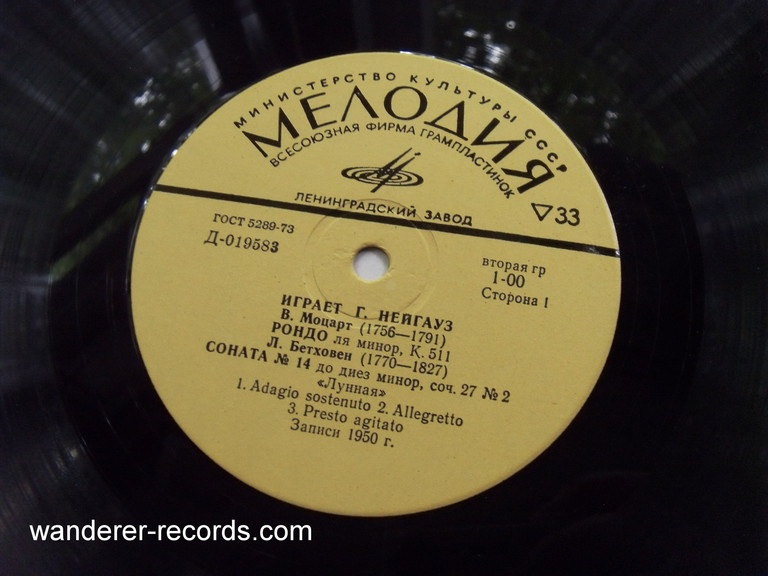 МИНИСТЕРСТВО КУЛЬТУРЫ СССР
МЕЛОДИЯ
ВСЕСОЮЗНАЯ ФИРМА ГРАМПЛАСТИНОК
ЛЕНИНГРАДСКИЙ ЗАВОД
▽33
ГОСТ 5289-73
Д-019583
вторая гр
1-00
Сторона 1
ИГРАЕТ Г. НЕЙГАУЗ
В. Моцарт (1756—1791)
РОНДО ля минор, К. 511
Л. Бетховен (1770—1827)
СОНАТА № 14 до диез минор, соч. 27 № 2
«Лунная»
1. Adagio sostenuto 2. Allegretto
3. Presto agitato
Записи 1950 г.
wanderer-records.com